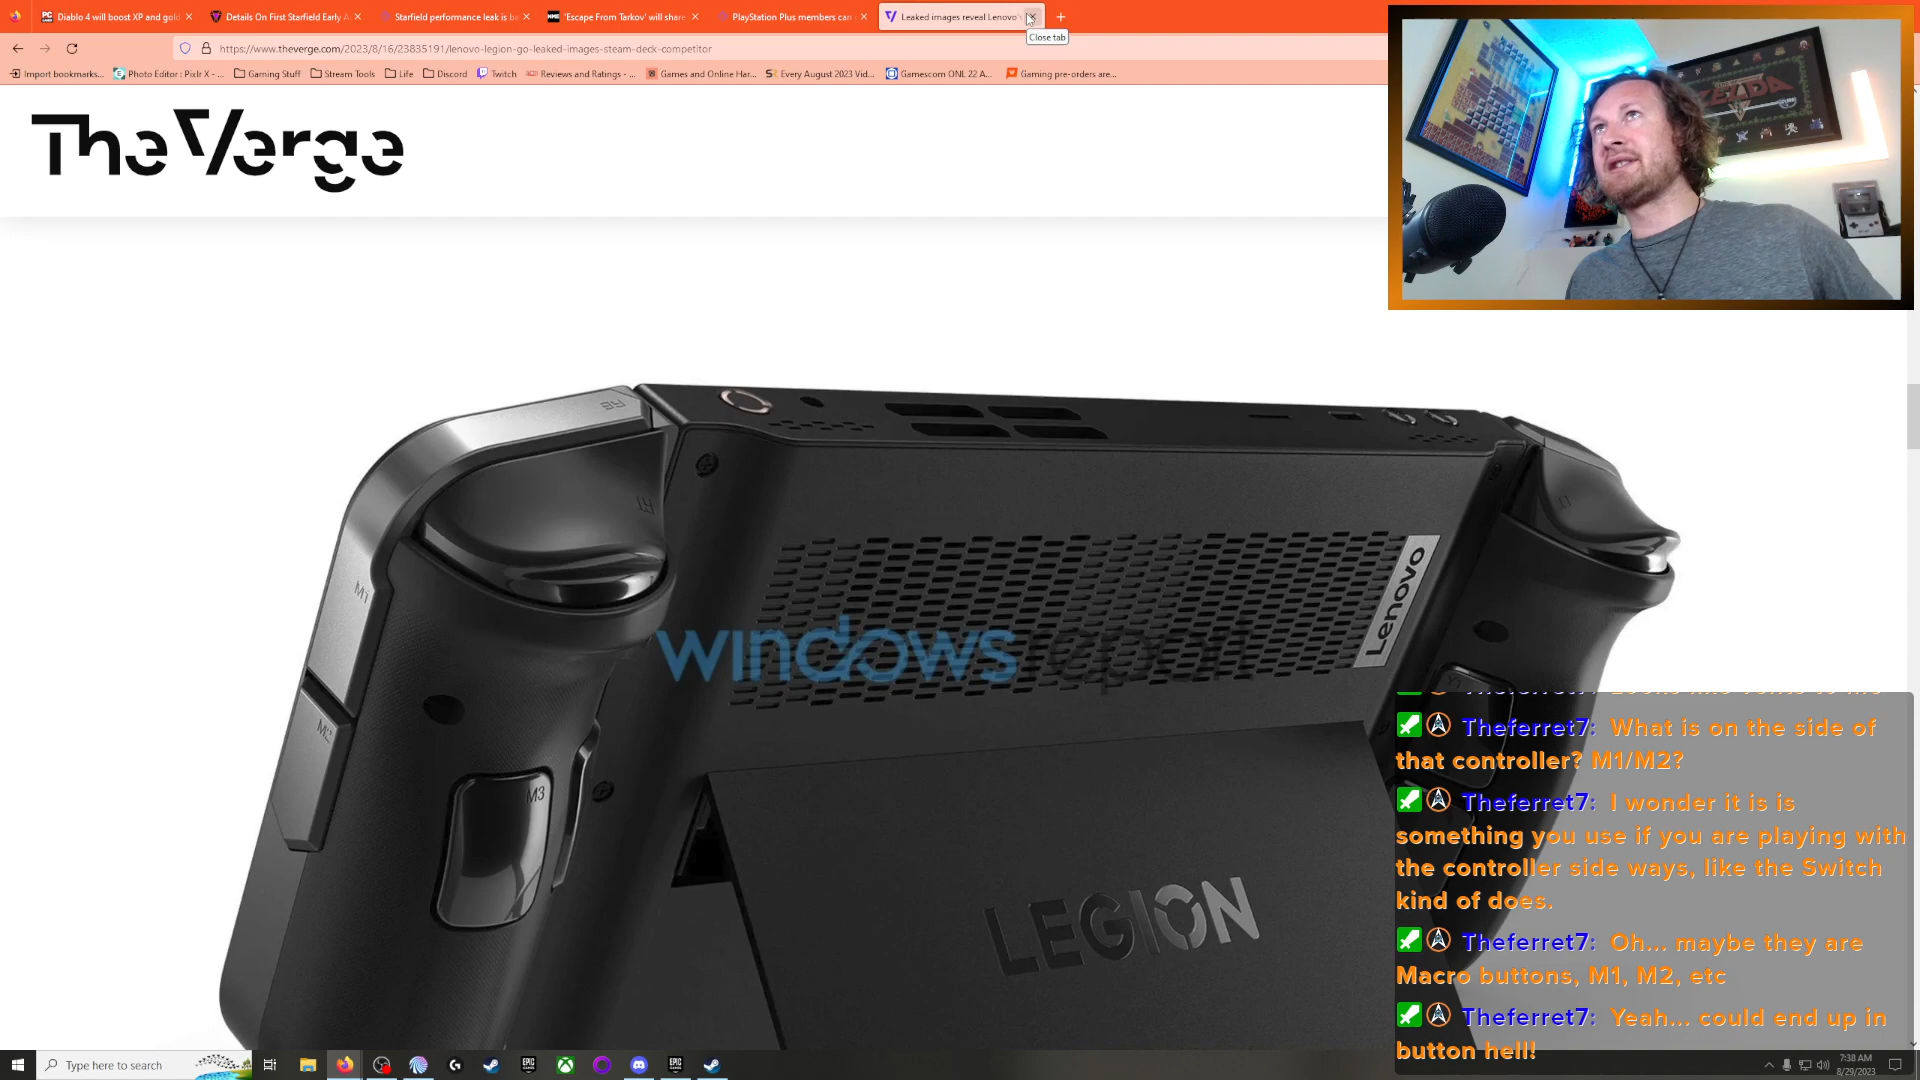 Diablo 4 will boost XP and gold
Details On First Starfield Early A
Starfield performance leak is ba
'Escape From Tarkov' will share
PlayStation Plus members can
Leaked images reveal Lenovo's
Close tab
https://www.theverge.com/2023/8/16/23835191/lenovo-legion-go-leaked-images-steam-deck-competitor
Import bookmarks...
Photo Editor : Pixlr X - ...
Gaming Stuff
Stream Tools
Life
Discord
Twitch
Reviews and Ratings - ...
Games and Online Har...
Every August 2023 Vid...
Gamescom ONL 22 A...
Gaming pre-orders are...
The Verge
ZELDA
RB
RT
M1
M2
M3
Lenovo
windowsreport
LEGION
Y1
Theferret7: What is on the side of
that controller? M1/M2?
Theferret7: I wonder it is is
something you use if you are playing with
the controller side ways, like the Switch
kind of does.
Theferret7: Oh... maybe they are
Macro buttons, M1, M2, etc
Theferret7: Yeah... could end up in
button hell!
Type here to search
7:38 AM
8/29/2023